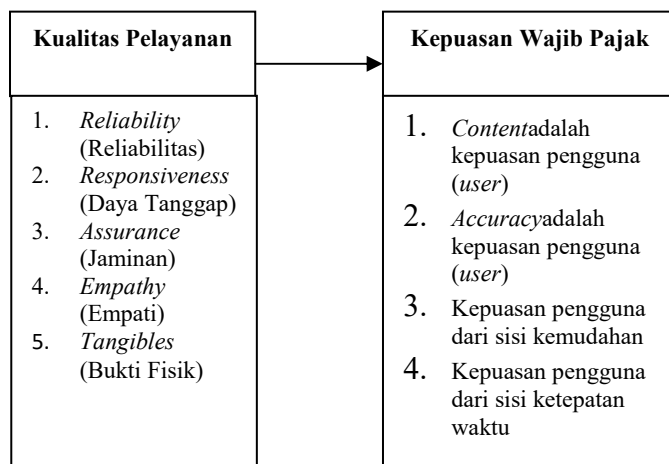 Kualitas Pelayanan
1. Reliability
(Reliabilitas)
2. Responsiveness
(Daya Tanggap)
3. Assurance
(Jaminan)
4. Empathy
(Empati)
5. Tangibles
(Bukti Fisik)
Kepuasan Wajib Pajak
1. Contentadalah
kepuasan pengguna
(user)
2. Accuracyadalah
kepuasan pengguna
(user)
3. Kepuasan pengguna
dari sisi kemudahan
4. Kepuasan pengguna
dari sisi ketepatan
waktu